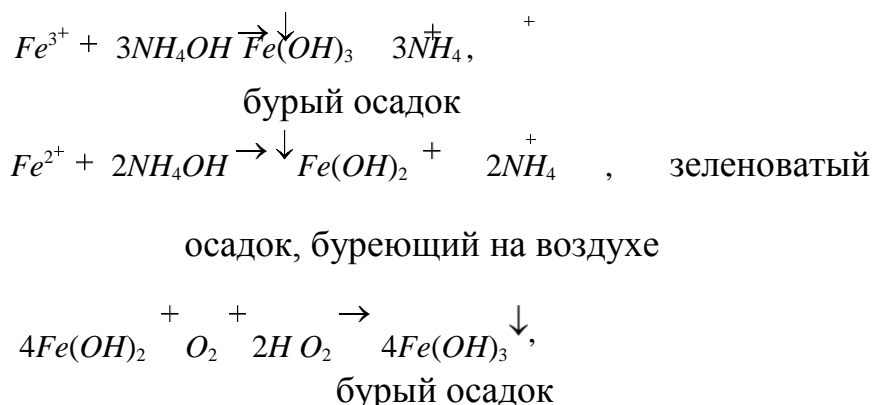 Fe³⁺ + 3NH₄OH → ↓Fe(OH)₃ + 3NH₄⁺,
бурый осадок
Fe²⁺ + 2NH₄OH → ↓ Fe(OH)₂ + 2NH₄⁺, зеленоватый
осадок, буреющий на воздухе
4Fe(OH)₂ + O₂ + 2H O₂ → 4Fe(OH)₃ ↓,
бурый осадок